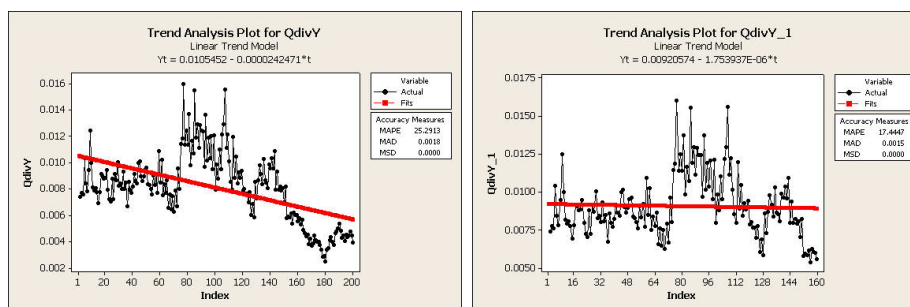 Trend Analysis Plot for QdivY
Linear Trend Model
Yt = 0.0105452 - 0.0000242471*t
0.016
0.014
0.012
0.010
0.008
0.006
0.004
0.002
QdivY
1 20 40 60 80 100 120 140 160 180 200
Index
Variable
Actual
Fits
Accuracy Measures
MAPE 25.2913
MAD 0.0018
MSD 0.0000
Trend Analysis Plot for QdivY_1
Linear Trend Model
Yt = 0.00920574 - 1.753937E-06*t
0.0175
0.0150
0.0125
0.0100
0.0075
0.0050
QdivY_1
1 16 32 48 64 80 96 112 128 144 160
Index
Variable
Actual
Fits
Accuracy Measures
MAPE 17.4447
MAD 0.0015
MSD 0.0000